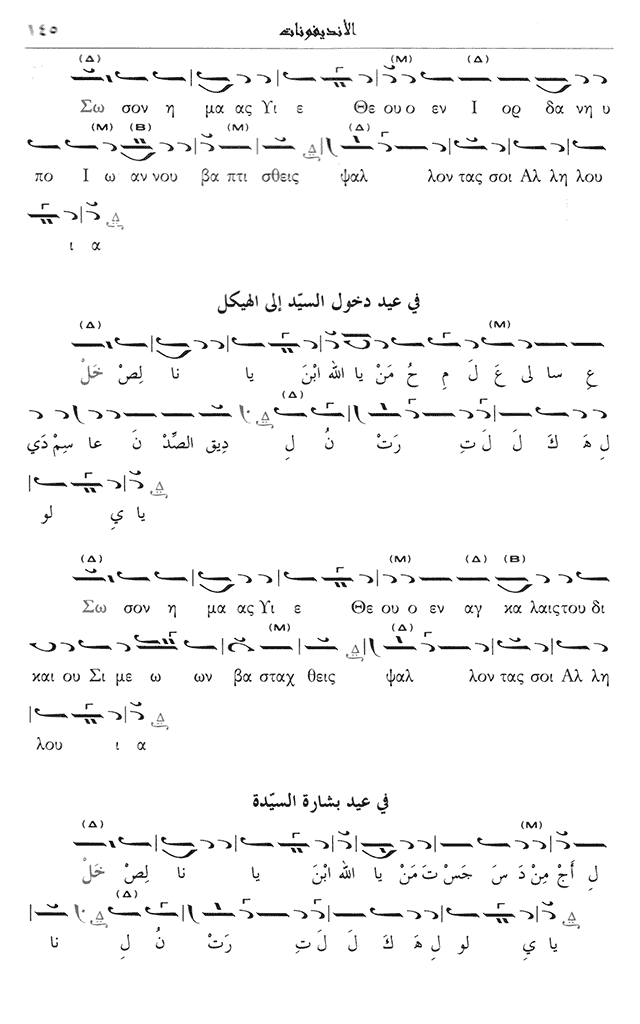 ١٤٥ الأنديفونات
(Δ) (M) (Δ)
Σω σον η μα ας Υι ε Θε ου ο εν Ι ορ δα νη υ
(M) (B) (M) (Δ)
πο Ι ω αν νου βα πτι σθεις ψαλ λον τας σοι Αλ λη λου
ι α
في عيد دخول السيّد إلى الهيكل
(Δ) (M)
خَلْ لِصْ نا يا ابْنَ الله يا مَنْ حُ مِ لَ عَ لى سا عِ
(Δ)
دَي سِمْ عا نَ الصِّدْ دِيق لِ نُ رَتْ تِ لَ لَ كَ هَ لِ
لو يِ يا
(Δ) (M) (Δ) (B)
Σω σον η μα ας Υι ε Θε ου ο εν αγ κα λαις του δι
(M) (Δ)
και ου Σι με ω ων βα σταχ θεις ψαλ λον τας σοι Αλ λη
λου ι α
في عيد بشارة السيّدة
(Δ) (M)
خَلْ لِصْ نا يا ابْنَ الله يا مَنْ تَ جَسْ سَ دَ مِنْ أَجْ لِ
(Δ)
نا لِ نُ رَتْ تِ لَ لَ كَ هَ لِ لو يِ يا